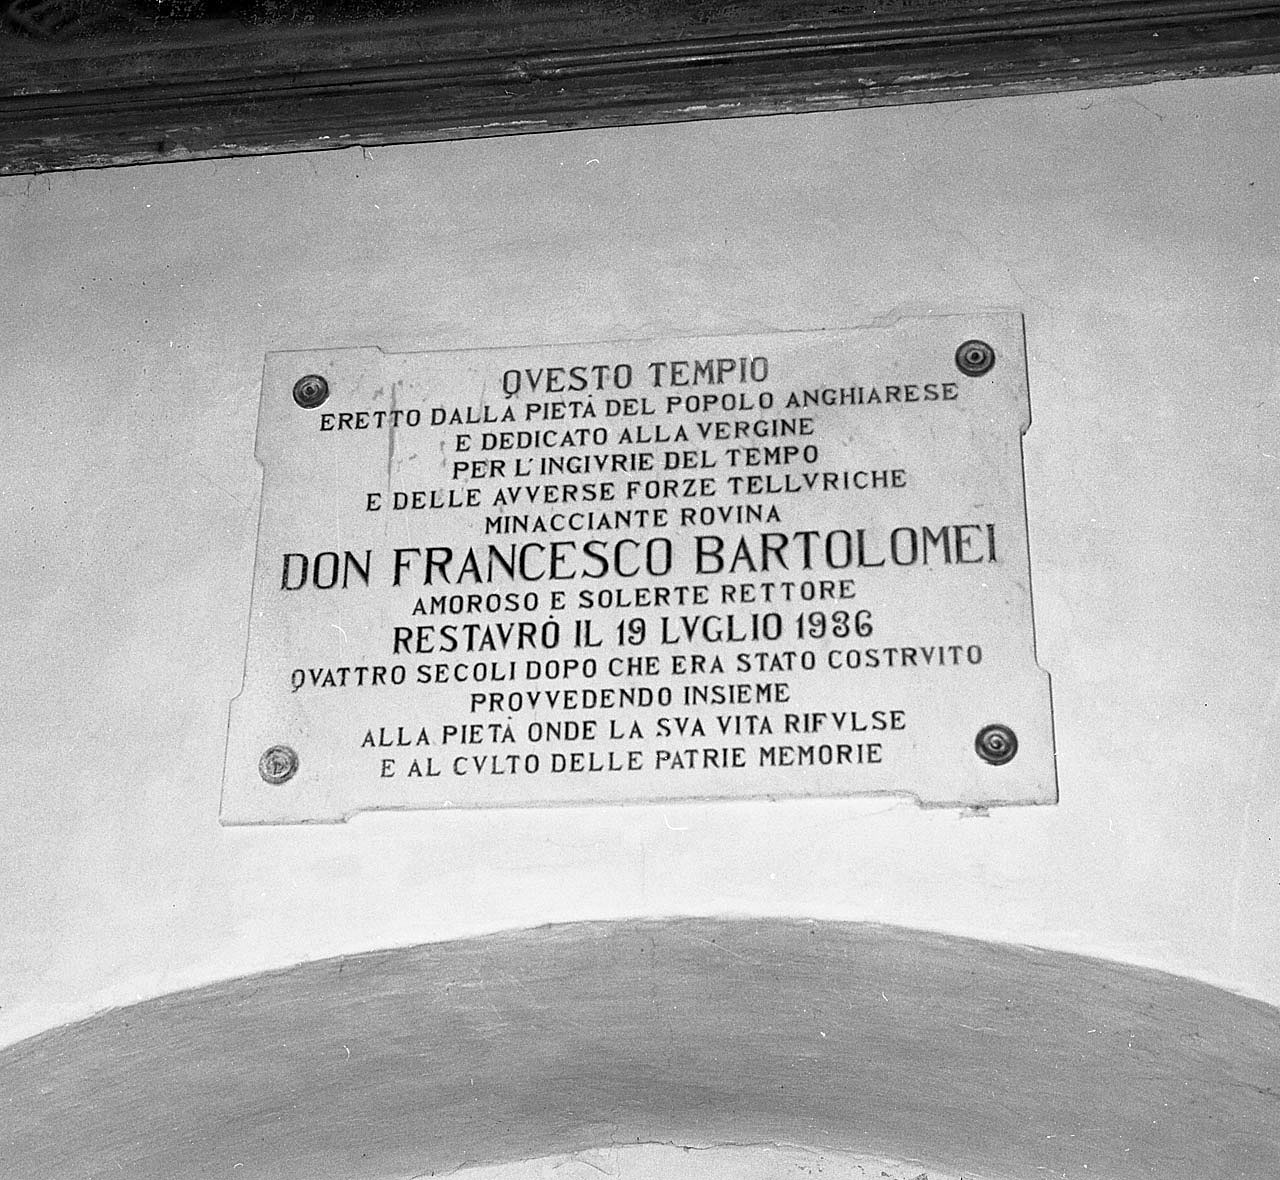 QVESTO TEMPIO
ERETTO DALLA PIETÀ DEL POPOLO ANGHIARESE
E DEDICATO ALLA VERGINE
PER L'INGIVRIE DEL TEMPO
E DELLE AVVERSE FORZE TELLVRICHE
MINACCIANTE ROVINA
DON FRANCESCO BARTOLOMEI
AMOROSO E SOLERTE RETTORE
RESTAVRÒ IL 19 LVGLIO 1936
QVATTRO SECOLI DOPO CHE ERA STATO COSTRVITO
PROVVEDENDO INSIEME
ALLA PIETÀ ONDE LA SVA VITA RIFVLSE
E AL CVLTO DELLE PATRIE MEMORIE